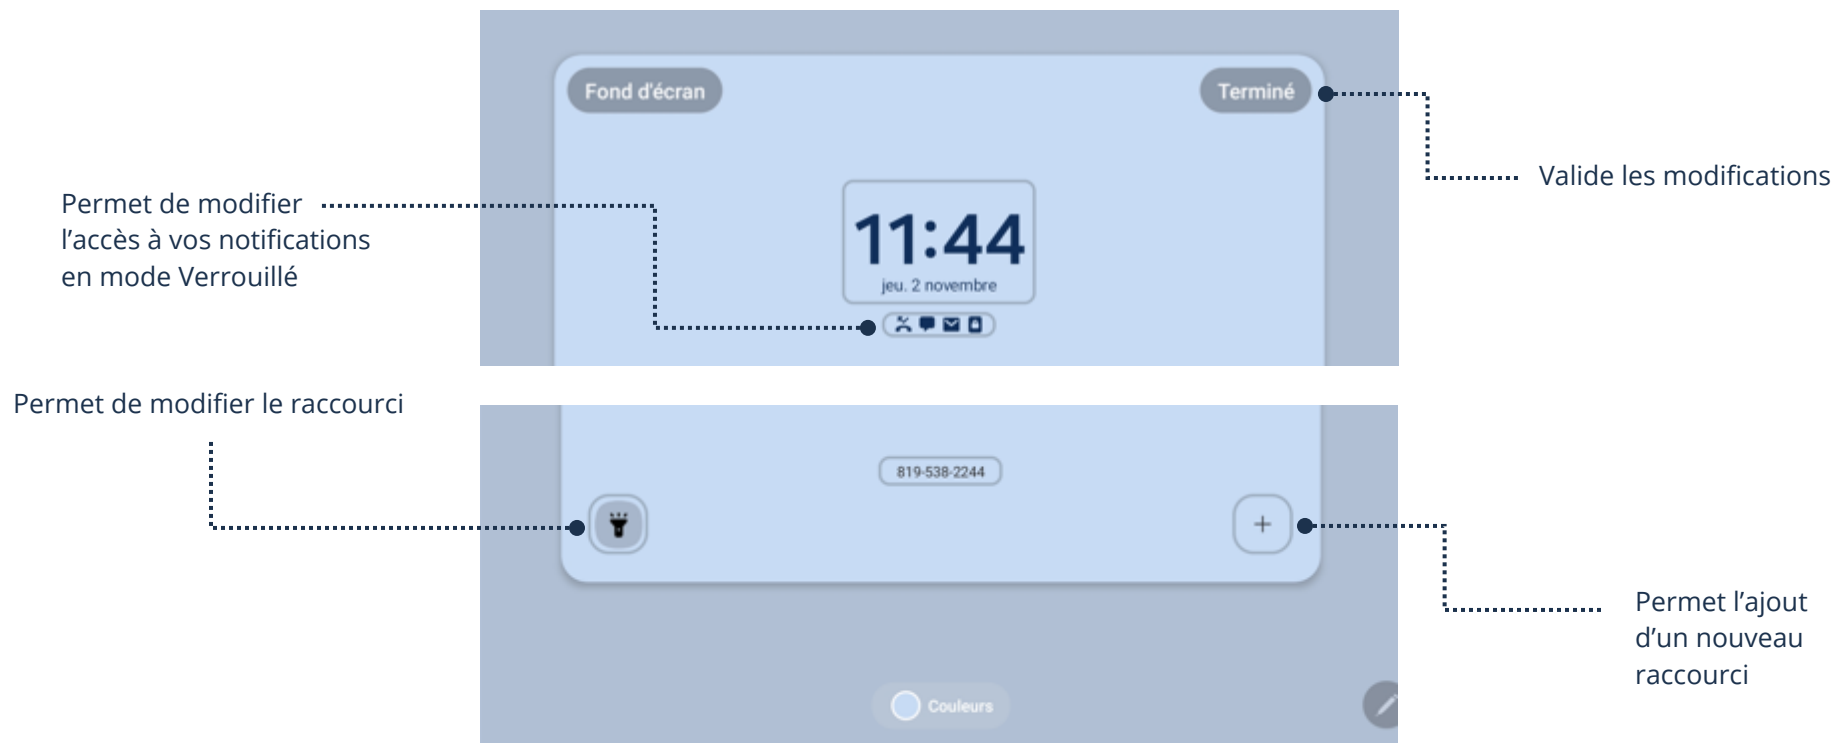 Fond d'écran
Terminé
Valide les modifications
Permet de modifier
l’accès à vos notifications
en mode Verrouillé
11:44
jeu. 2 novembre
Permet de modifier le raccourci
819-538-2244
+
Permet l’ajout
d’un nouveau
raccourci
Couleurs